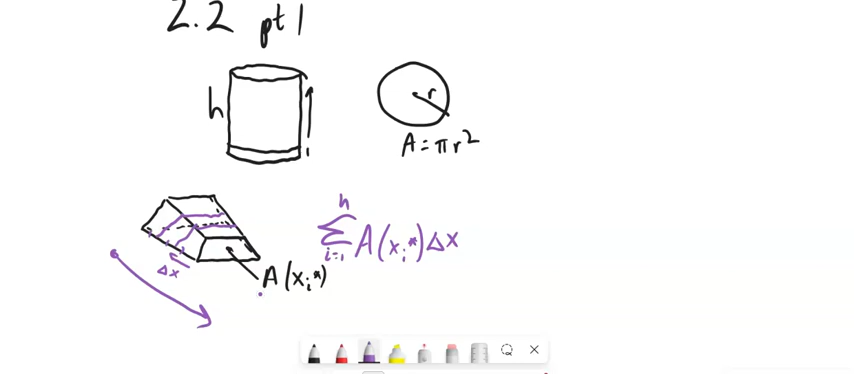 2.2 pt 1
h
r
A = πr²
h
∑ A(xᵢ*)Δx
i=1
Δx
A(xᵢ*)